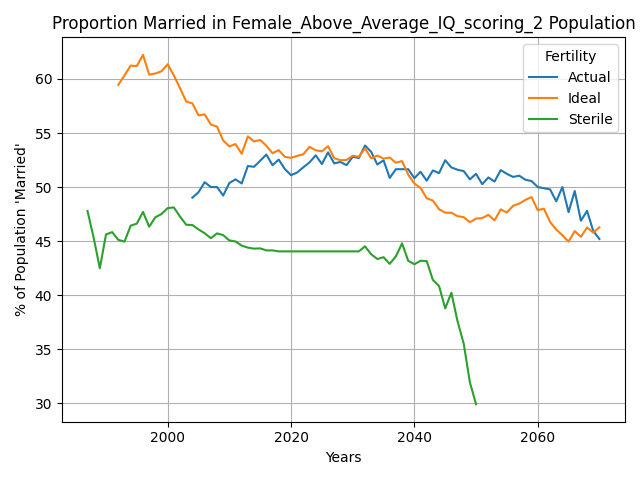 Proportion Married in Female_Above_Average_IQ_scoring_2 Population
Fertility
Actual
Ideal
Sterile
% of Population 'Married'
60
55
50
45
40
35
30
2000
2020
2040
2060
Years